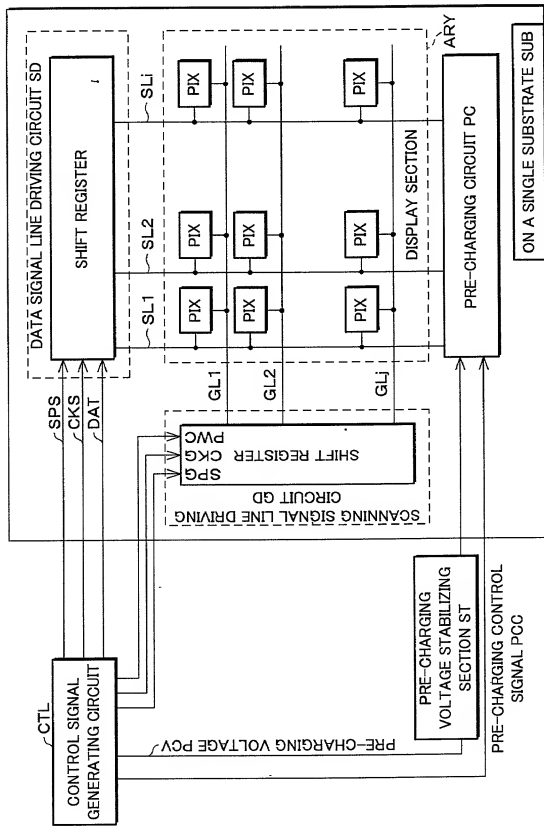 DATA SIGNAL LINE DRIVING CIRCUIT SD
SHIFT REGISTER
SPS
CKS
DAT
SL1
SL2
SLi
CTL
CONTROL SIGNAL
GENERATING CIRCUIT
SCANNING SIGNAL LINE DRIVING
CIRCUIT GD
SHIFT REGISTER
SPG
CKG
PWC
GL1
GL2
GLj
PIX
PIX
PIX
PIX
PIX
PIX
PIX
PIX
PIX
DISPLAY SECTION
ARY
PRE-CHARGING VOLTAGE PCV
PRE-CHARGING
VOLTAGE STABILIZING
SECTION ST
PRE-CHARGING CONTROL
SIGNAL PCC
PRE-CHARGING CIRCUIT PC
ON A SINGLE SUBSTRATE SUB